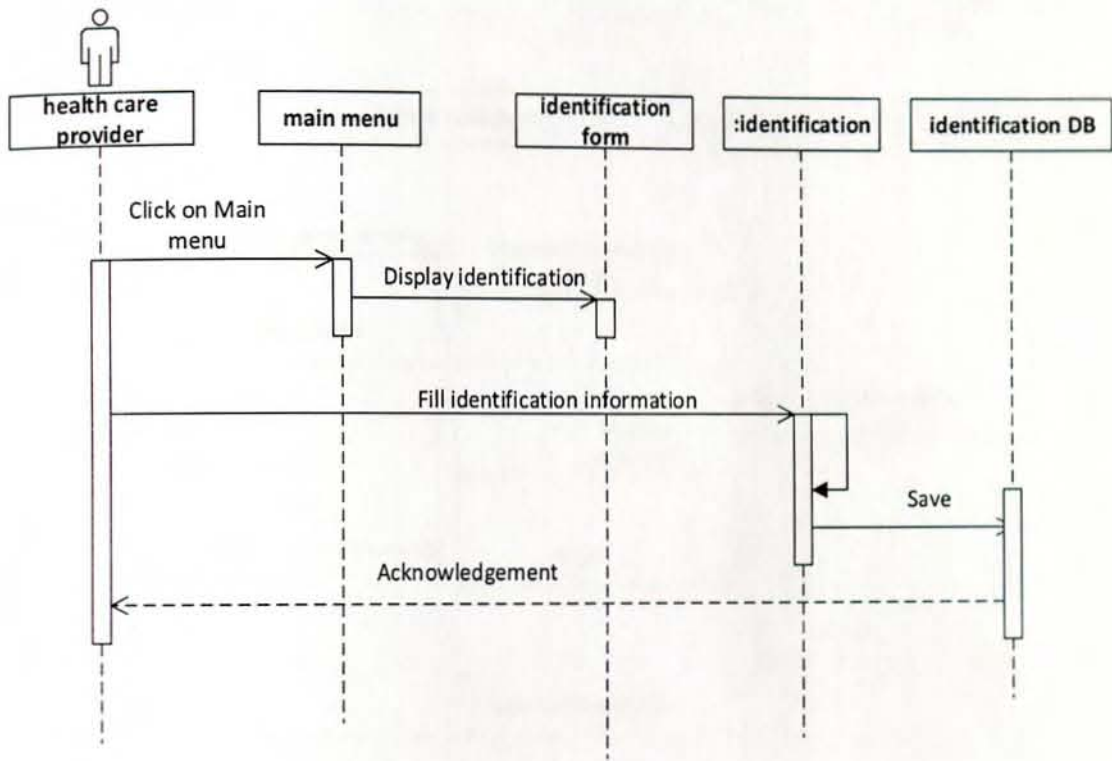 health care
provider
main menu
identification
form
:identification
identification DB
Click on Main
menu
Display identification
Fill identification information
Save
Acknowledgement